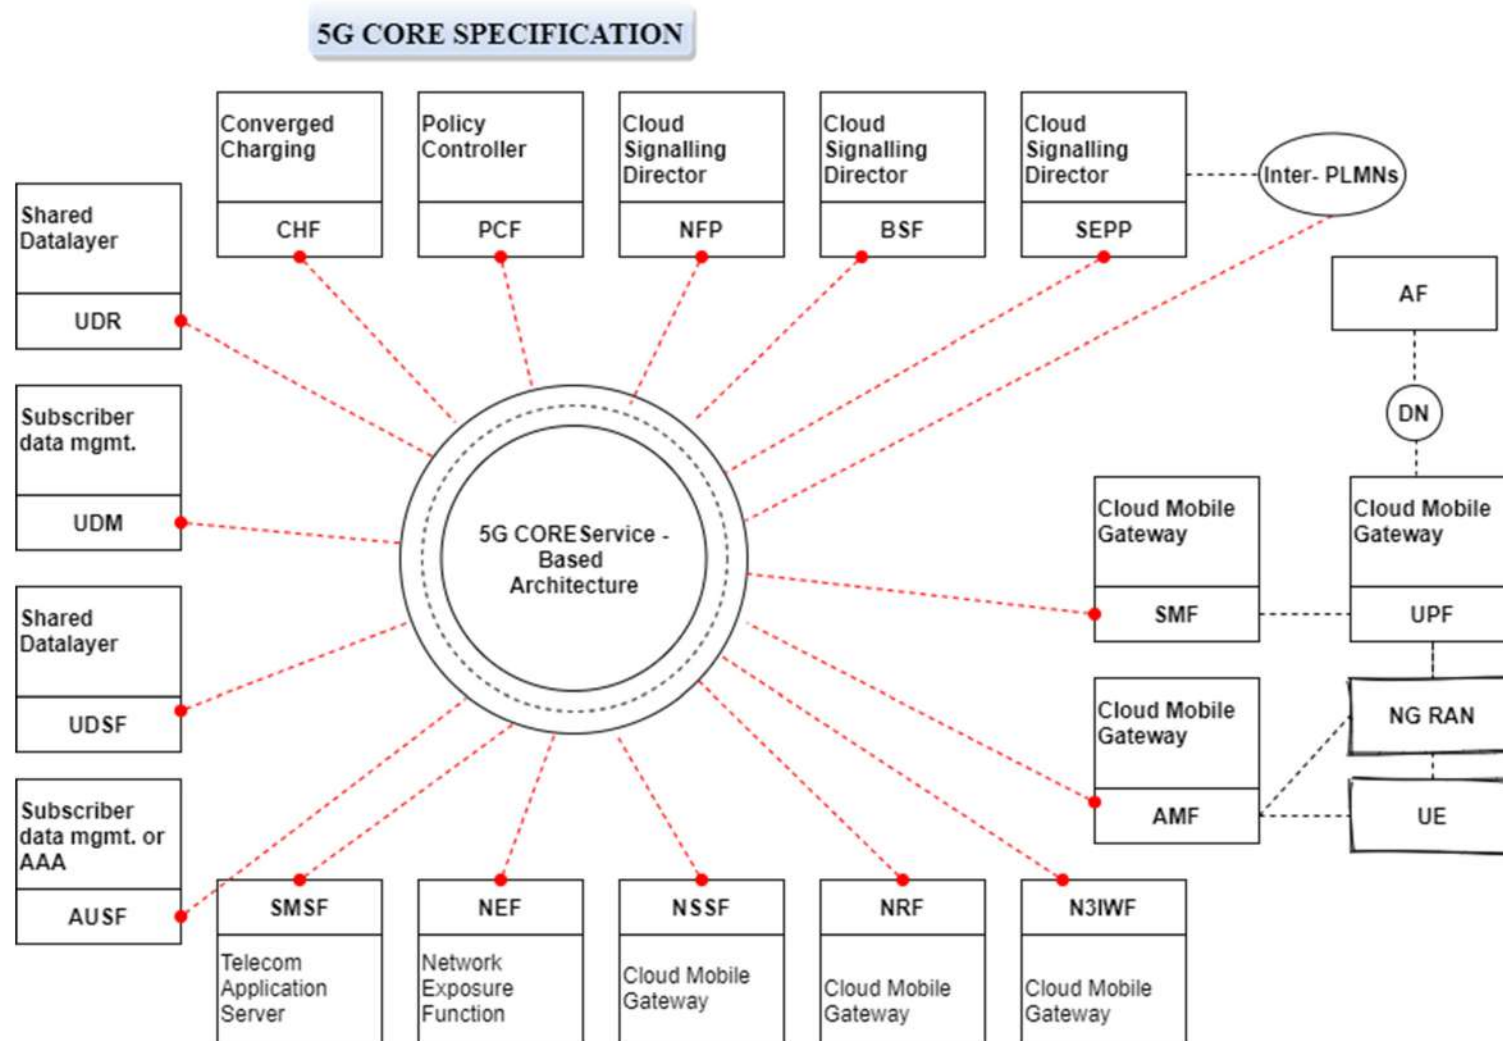 5G CORE SPECIFICATION
Converged
Charging
CHF
Policy
Controller
PCF
Cloud
Signalling
Director
NFP
Cloud
Signalling
Director
BSF
Cloud
Signalling
Director
SEPP
Inter- PLMNs
Shared
Datalayer
UDR
AF
DN
Subscriber
data mgmt.
UDM
5G CORE Service -
Based
Architecture
Cloud Mobile
Gateway
SMF
Cloud Mobile
Gateway
UPF
Shared
Datalayer
UDSF
Cloud Mobile
Gateway
AMF
NG RAN
UE
Subscriber
data mgmt. or
AAA
AUSF
SMSF
Telecom
Application
Server
NEF
Network
Exposure
Function
NSSF
Cloud Mobile
Gateway
NRF
Cloud Mobile
Gateway
N3IWF
Cloud Mobile
Gateway